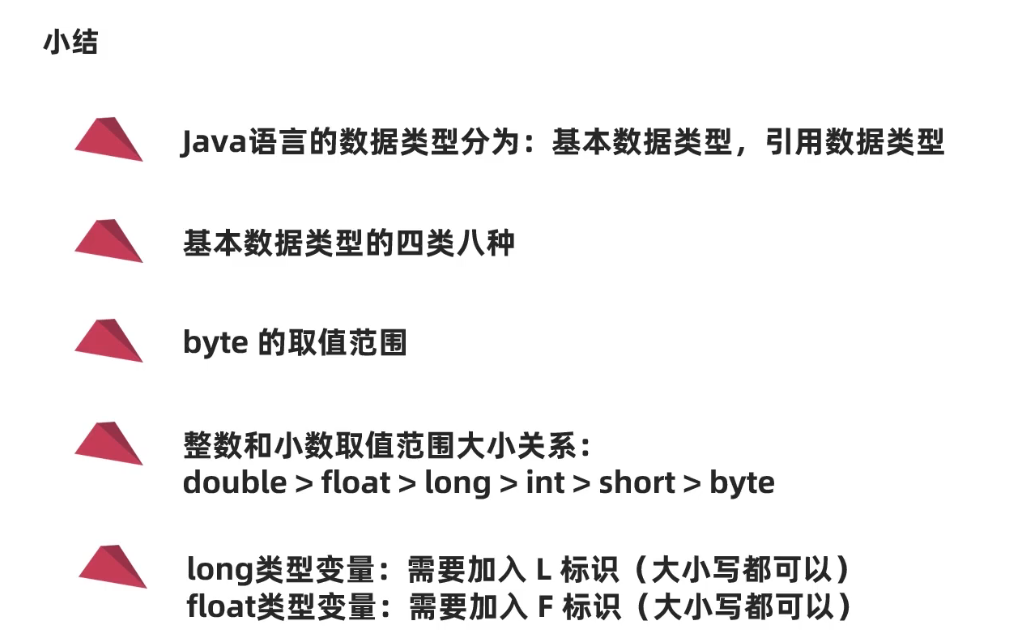 小结
Java语言的数据类型分为：基本数据类型，引用数据类型
基本数据类型的四类八种
byte 的取值范围
整数和小数取值范围大小关系：
double > float > long > int > short > byte
long类型变量：需要加入 L 标识（大小写都可以）
float类型变量：需要加入 F 标识（大小写都可以）